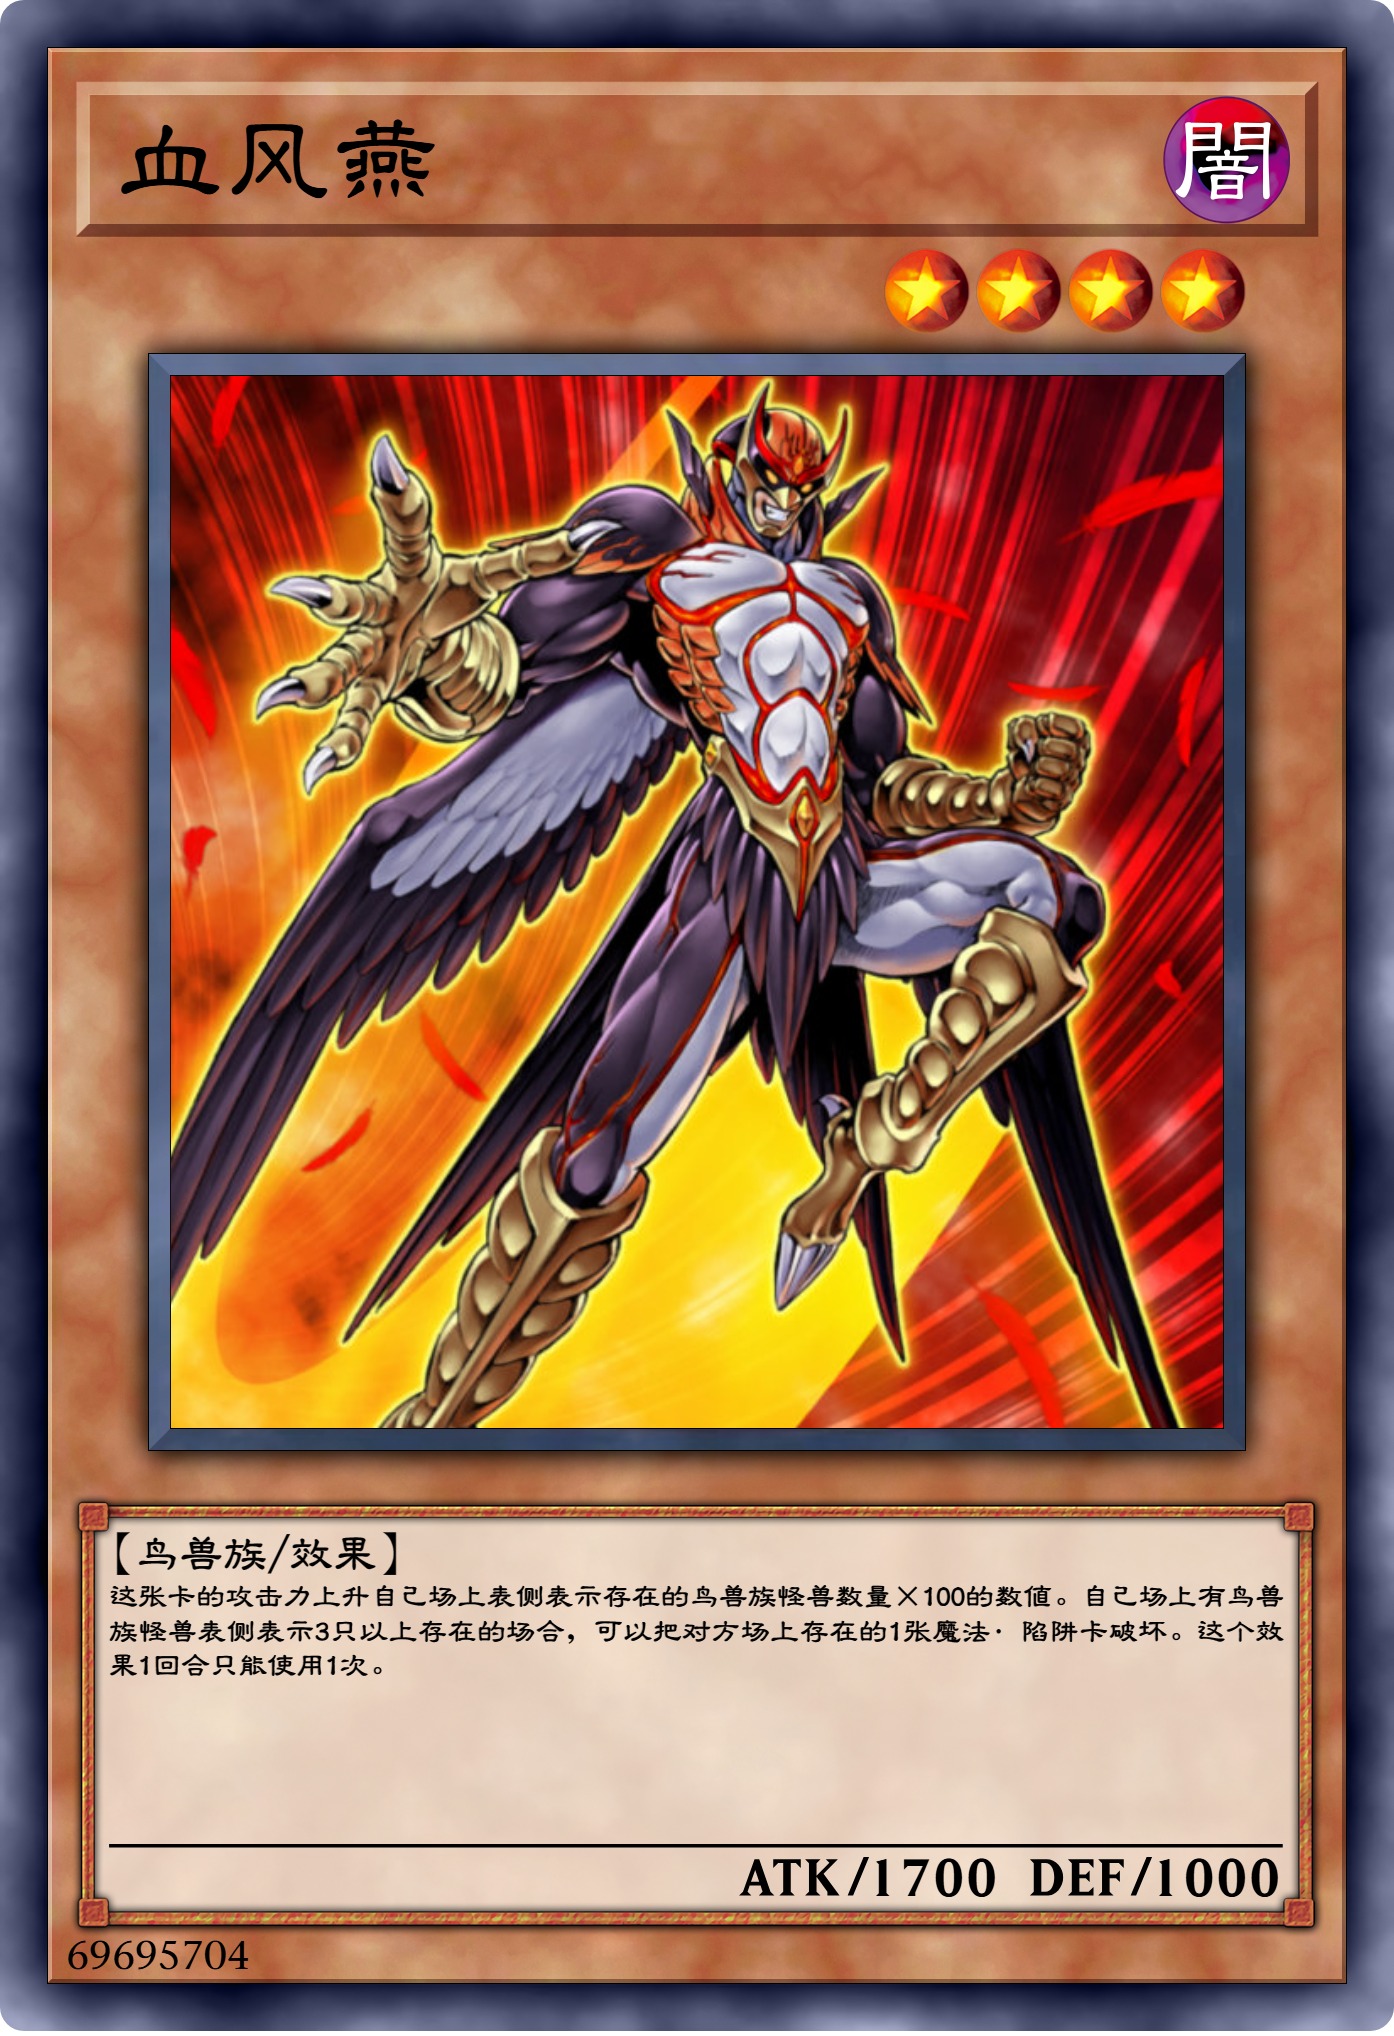 血风燕
闇
【鸟兽族/效果】
这张卡的攻击力上升自己场上表侧表示存在的鸟兽族怪兽数量×100的数値。自己场上有鸟兽
族怪兽表侧表示3只以上存在的场合，可以把对方场上存在的1张魔法·陷阱卡破坏。这个效
果1回合只能使用1次。
ATK/1700 DEF/1000
69695704